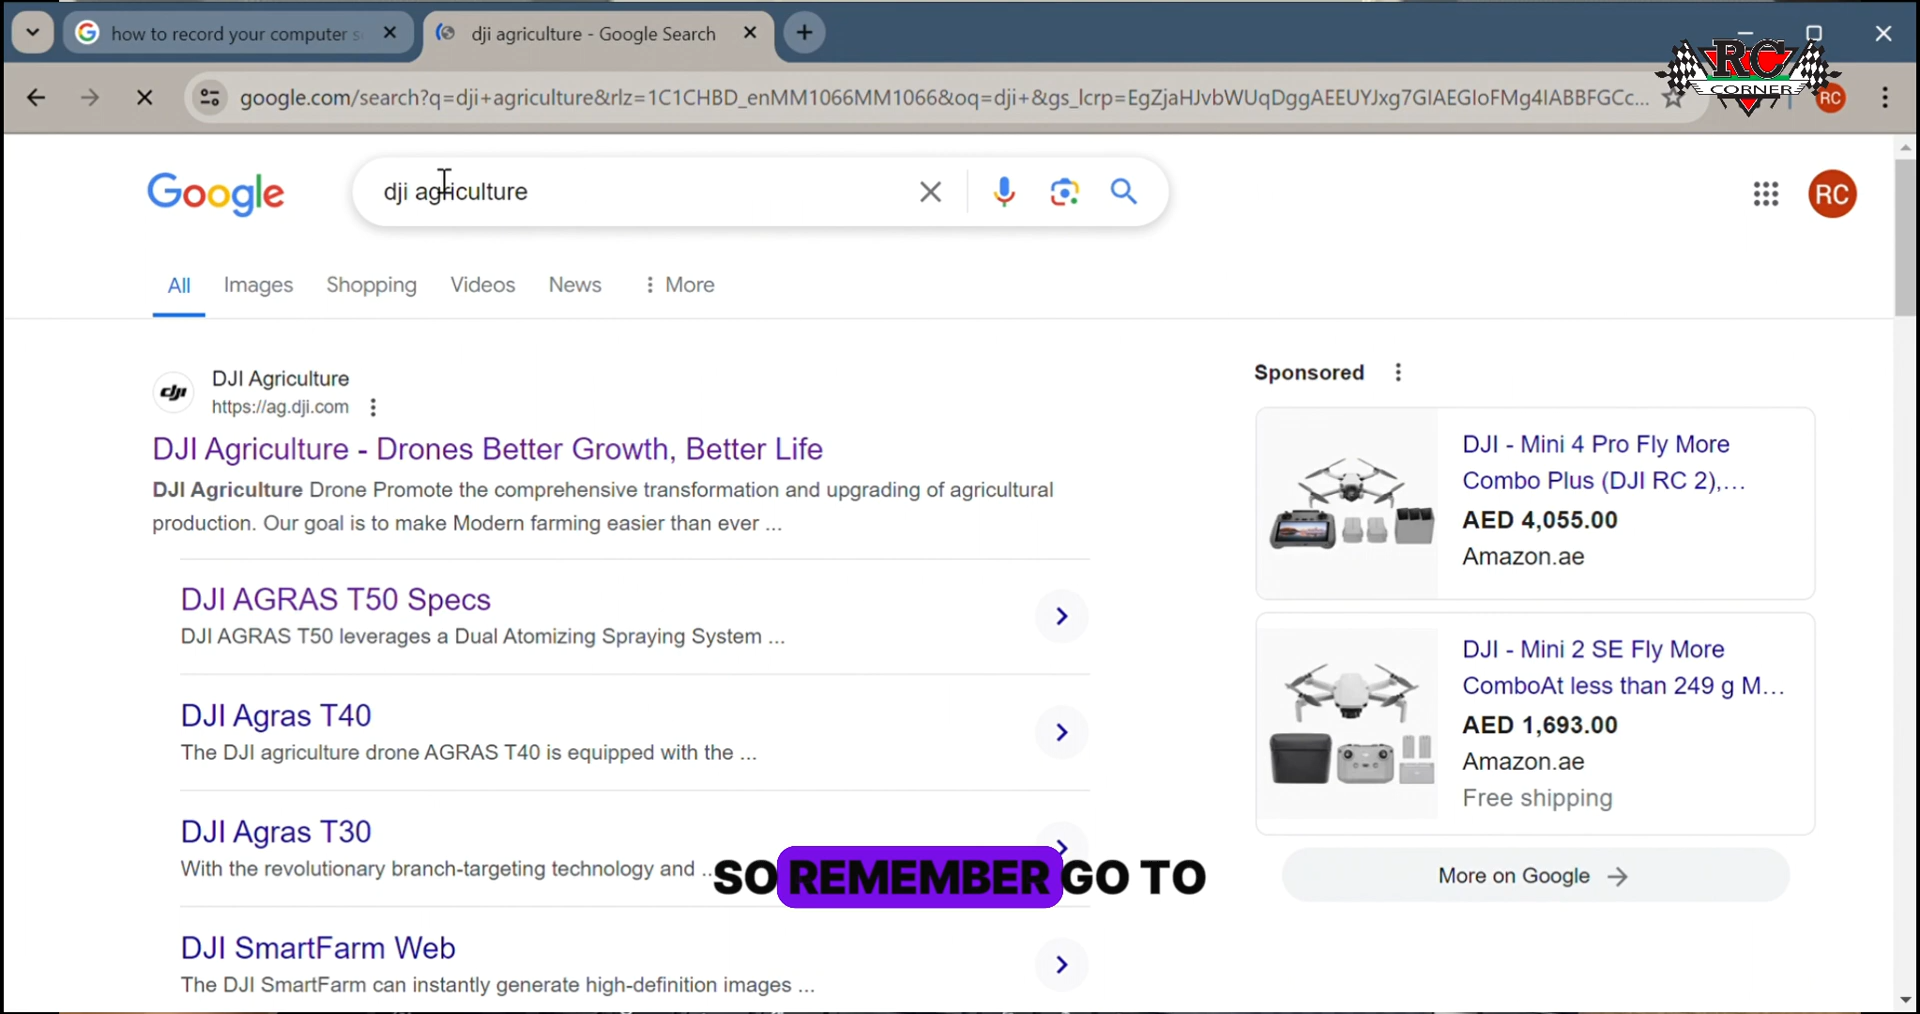 how to record your computer s
dji agriculture - Google Search
google.com/search?q=dji+agriculture&rlz=1C1CHBD_enMM1066MM1066&oq=dji+&gs_lcrp=EgZjaHJvbWUqDggAEEUYJxg7GIAEGIoFMg4IABBFGCc...
RC
CORNER
RC
Google
dji agriculture
RC
All
Images
Shopping
Videos
News
More
dji
DJI Agriculture
https://ag.dji.com
DJI Agriculture - Drones Better Growth, Better Life
DJI Agriculture Drone Promote the comprehensive transformation and upgrading of agricultural
production. Our goal is to make Modern farming easier than ever ...
DJI AGRAS T50 Specs
DJI AGRAS T50 leverages a Dual Atomizing Spraying System ...
DJI Agras T40
The DJI agriculture drone AGRAS T40 is equipped with the ...
DJI Agras T30
With the revolutionary branch-targeting technology and ...
DJI SmartFarm Web
The DJI SmartFarm can instantly generate high-definition images ...
Sponsored
DJI - Mini 4 Pro Fly More
Combo Plus (DJI RC 2),...
AED 4,055.00
Amazon.ae
DJI - Mini 2 SE Fly More
ComboAt less than 249 g M...
AED 1,693.00
Amazon.ae
Free shipping
More on Google
SO REMEMBER GO TO